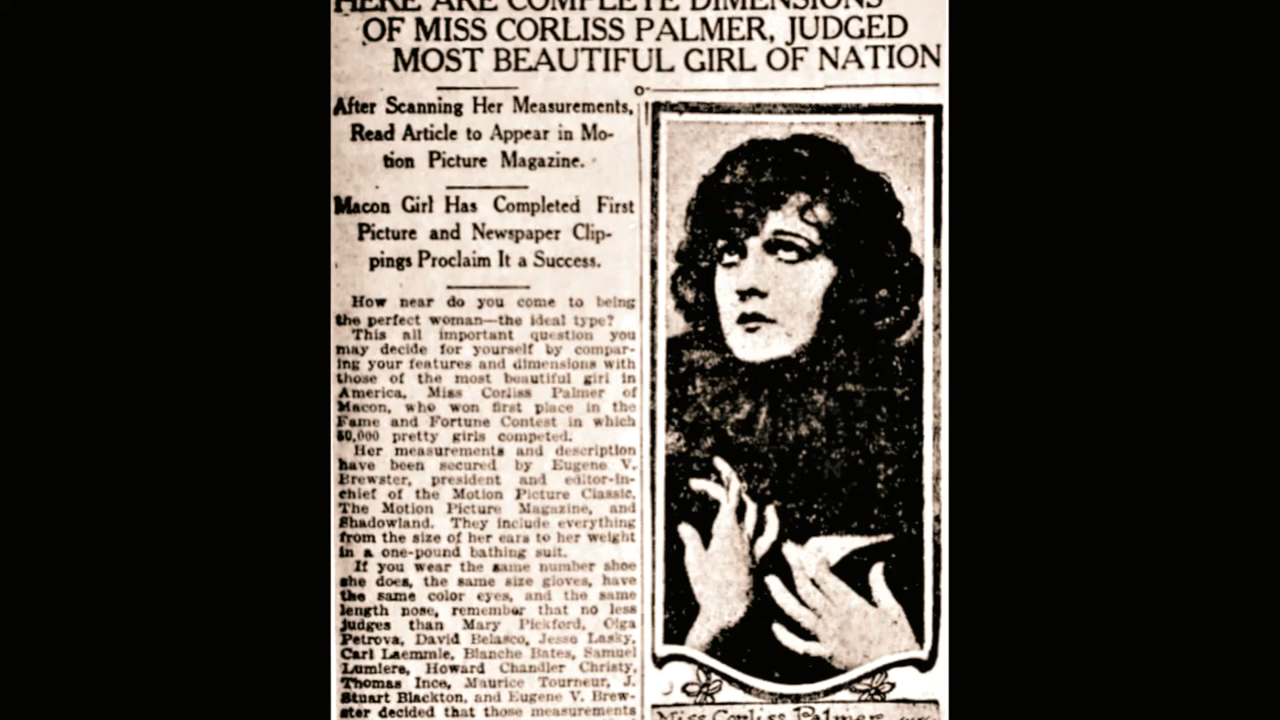 HERE ARE COMPLETE DIMENSIONS
OF MISS CORLISS PALMER, JUDGED
MOST BEAUTIFUL GIRL OF NATION
After Scanning Her Measurements,
Read Article to Appear in Mo-
tion Picture Magazine.
Macon Girl Has Completed First
Picture and Newspaper Clip-
pings Proclaim It a Success.
How near do you come to being
the perfect woman—the ideal type?
This all important question you
may decide for yourself by compar-
ing your features and dimensions with
those of the most beautiful girl in
America, Miss Corliss Palmer of
Macon, who won first place in the
Fame and Fortune Contest in which
50,000 pretty girls competed.
Her measurements and description
have been secured by Eugene V.
Brewster, president and editor-in-
chief of the Motion Picture Classic,
The Motion Picture Magazine, and
Shadowland. They include everything
from the size of her ears to her weight
in a one-pound bathing suit.
If you wear the same number shoe
she does, the same size gloves, have
the same color eyes, and the same
length nose, remember that no less
judges than Mary Pickford, Olga
Petrova, David Belasco, Jesse Lasky,
Carl Laemmle, Blanche Bates, Samuel
Lumiere, Howard Chandler Christy,
Thomas Ince, Maurice Tourneur, J.
Stuart Blackton, and Eugene V. Brew-
ster decided that those measurements
Miss Corliss Palmer